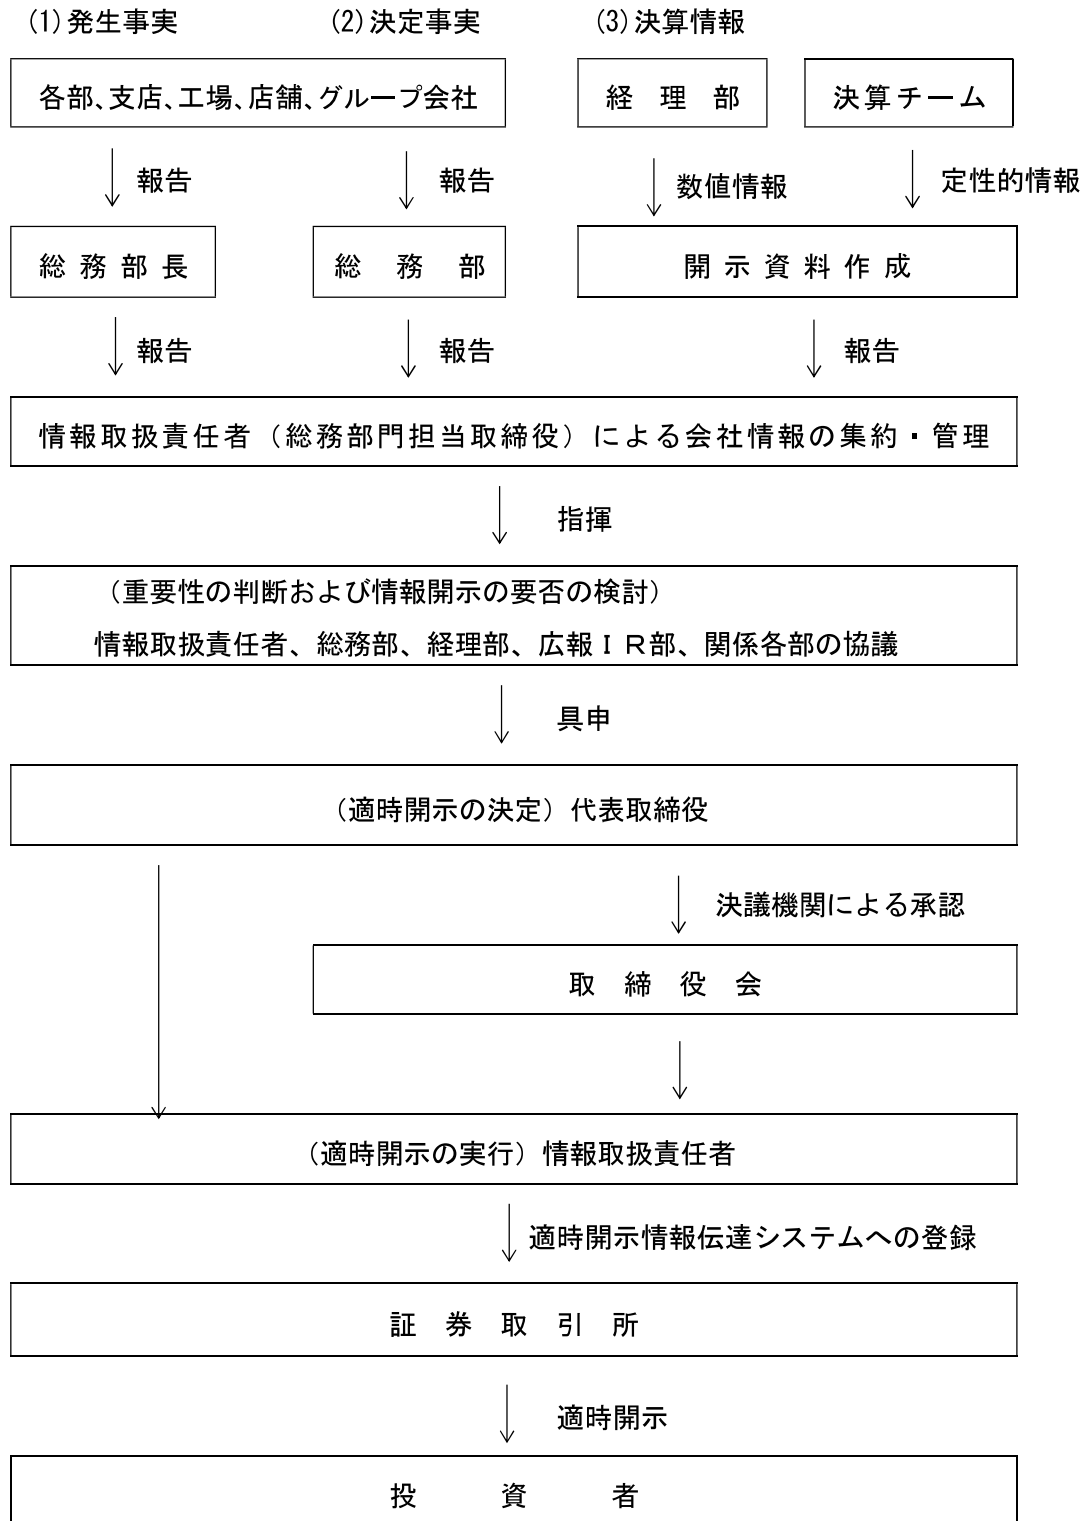 (1)発生事実 (2)決定事実 (3)決算情報
各部、支店、工場、店舗、グループ会社 経理部 決算チーム
報告 報告 数値情報 定性的情報
総務部長 総務部 開示資料作成
報告 報告 報告
情報取扱責任者（総務部門担当取締役）による会社情報の集約・管理
指揮
（重要性の判断および情報開示の要否の検討）
情報取扱責任者、総務部、経理部、広報ＩＲ部、関係各部の協議
具申
（適時開示の決定）代表取締役
決議機関による承認
取締役会
（適時開示の実行）情報取扱責任者
適時開示情報伝達システムへの登録
証券取引所
適時開示
投資者